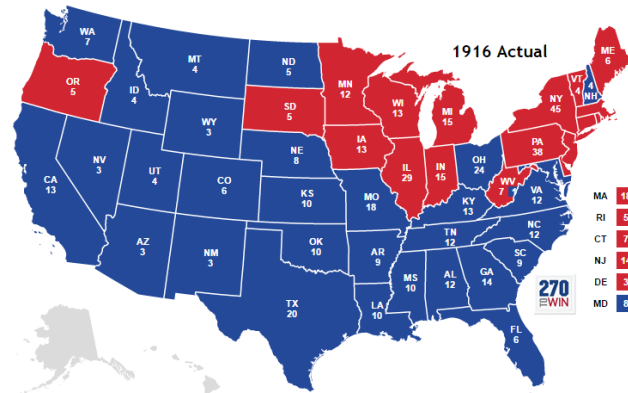 1916 Actual
WA
7
OR
5
CA
13
NV
3
ID
4
MT
4
WY
3
UT
4
AZ
3
CO
6
NM
3
ND
5
SD
5
NE
8
KS
10
OK
10
TX
20
MN
12
IA
13
MO
18
AR
9
LA
10
WI
13
IL
29
MI
15
IN
15
OH
24
KY
13
TN
12
MS
10
AL
12
GA
14
FL
6
SC
9
NC
12
VA
12
WV
7
1
PA
38
NY
45
VT
4
4
NH
ME
6
MA
RI 5
CT 7
NJ
DE 3
MD 8
270
TO WIN